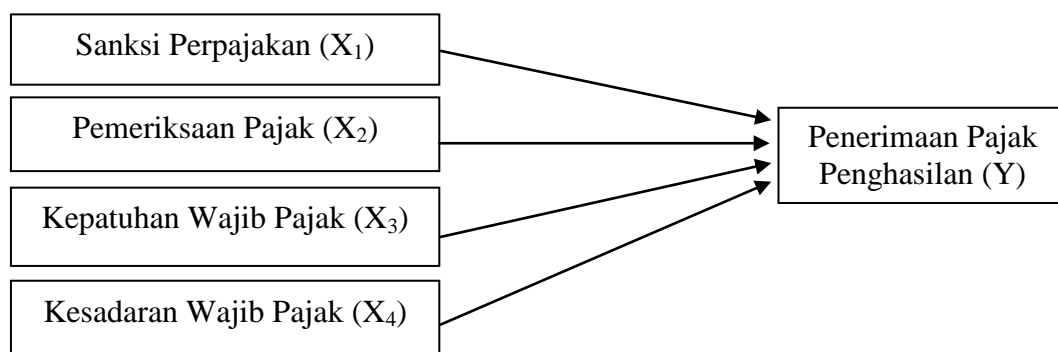 Sanksi Perpajakan (X₁)
Pemeriksaan Pajak (X₂)
Kepatuhan Wajib Pajak (X₃)
Kesadaran Wajib Pajak (X₄)
Penerimaan Pajak
Penghasilan (Y)